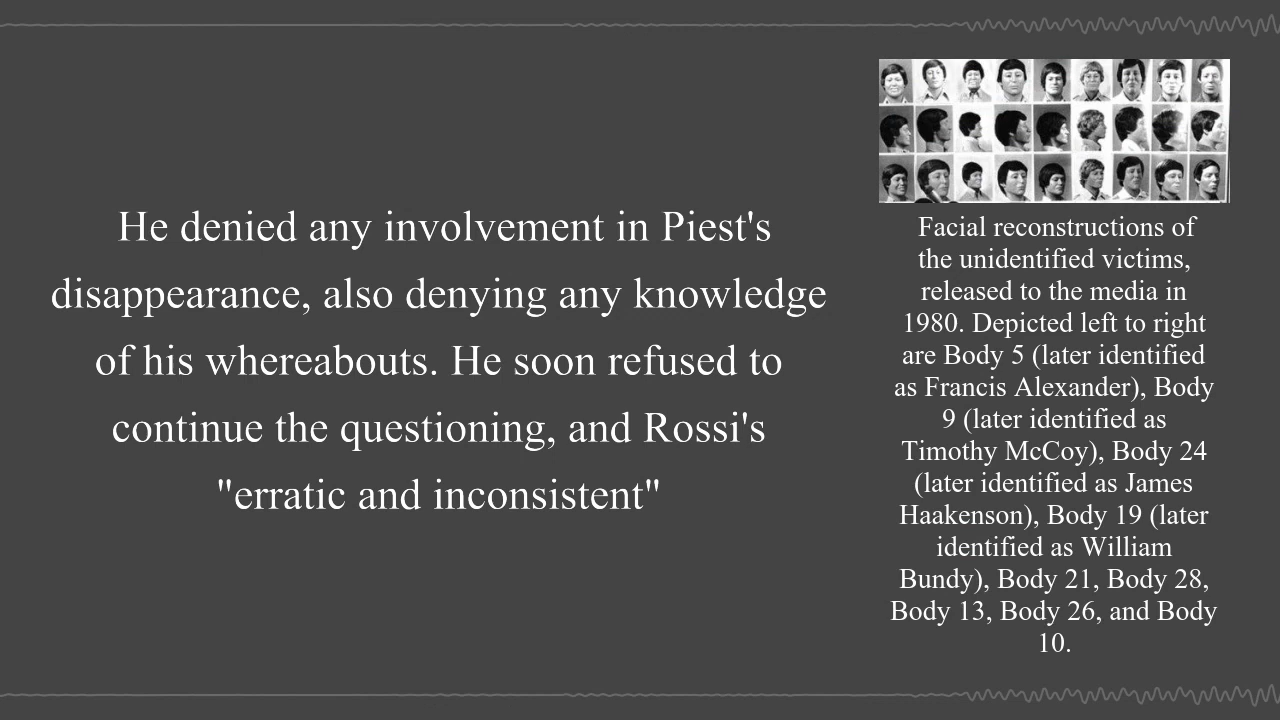 He denied any involvement in Piest's
disappearance, also denying any knowledge
of his whereabouts. He soon refused to
continue the questioning, and Rossi's
"erratic and inconsistent"
Facial reconstructions of
the unidentified victims,
released to the media in
1980. Depicted left to right
are Body 5 (later identified
as Francis Alexander), Body
9 (later identified as
Timothy McCoy), Body 24
(later identified as James
Haakenson), Body 19 (later
identified as William
Bundy), Body 21, Body 28,
Body 13, Body 26, and Body
10.